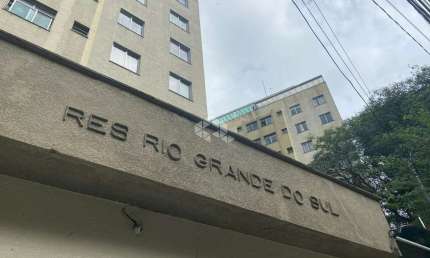 RES RIO GRANDE DO SUL